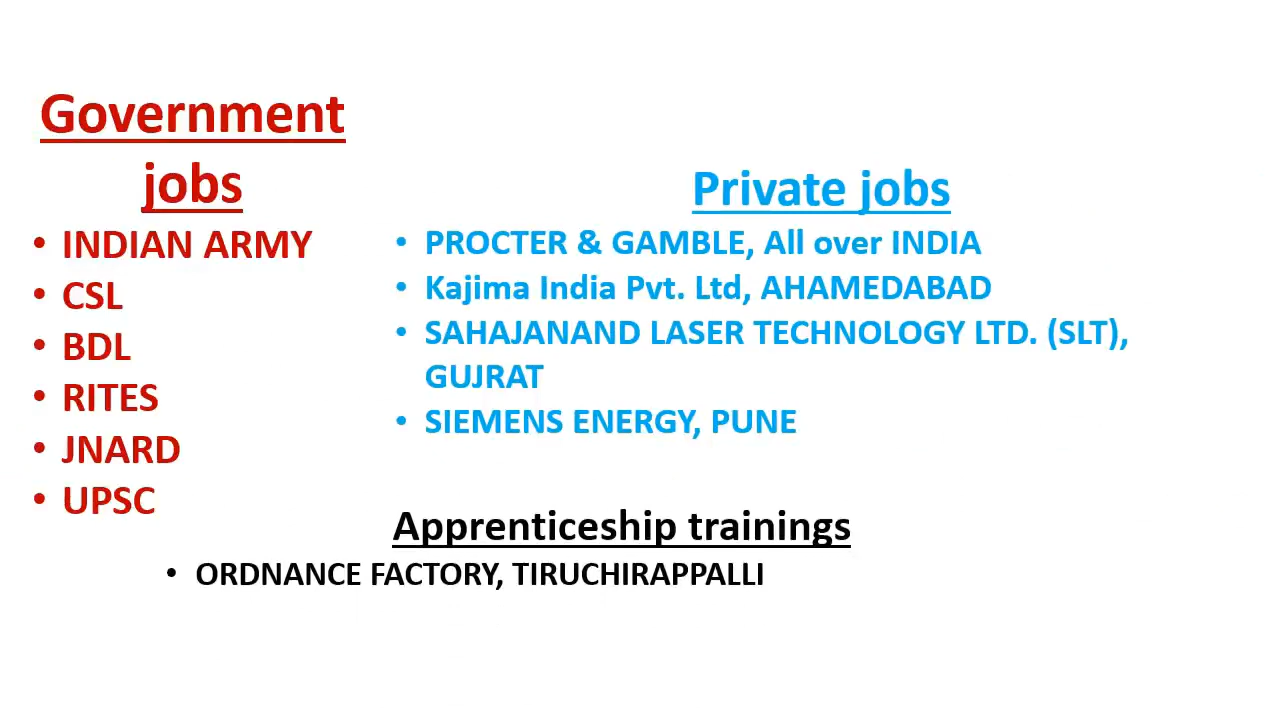 Government
jobs
• INDIAN ARMY
• CSL
• BDL
• RITES
• JNARD
• UPSC
Private jobs
• PROCTER & GAMBLE, All over INDIA
• Kajima India Pvt. Ltd, AHAMEDABAD
• SAHAJANAND LASER TECHNOLOGY LTD. (SLT),
GUJRAT
• SIEMENS ENERGY, PUNE
Apprenticeship trainings
• ORDNANCE FACTORY, TIRUCHIRAPPALLI